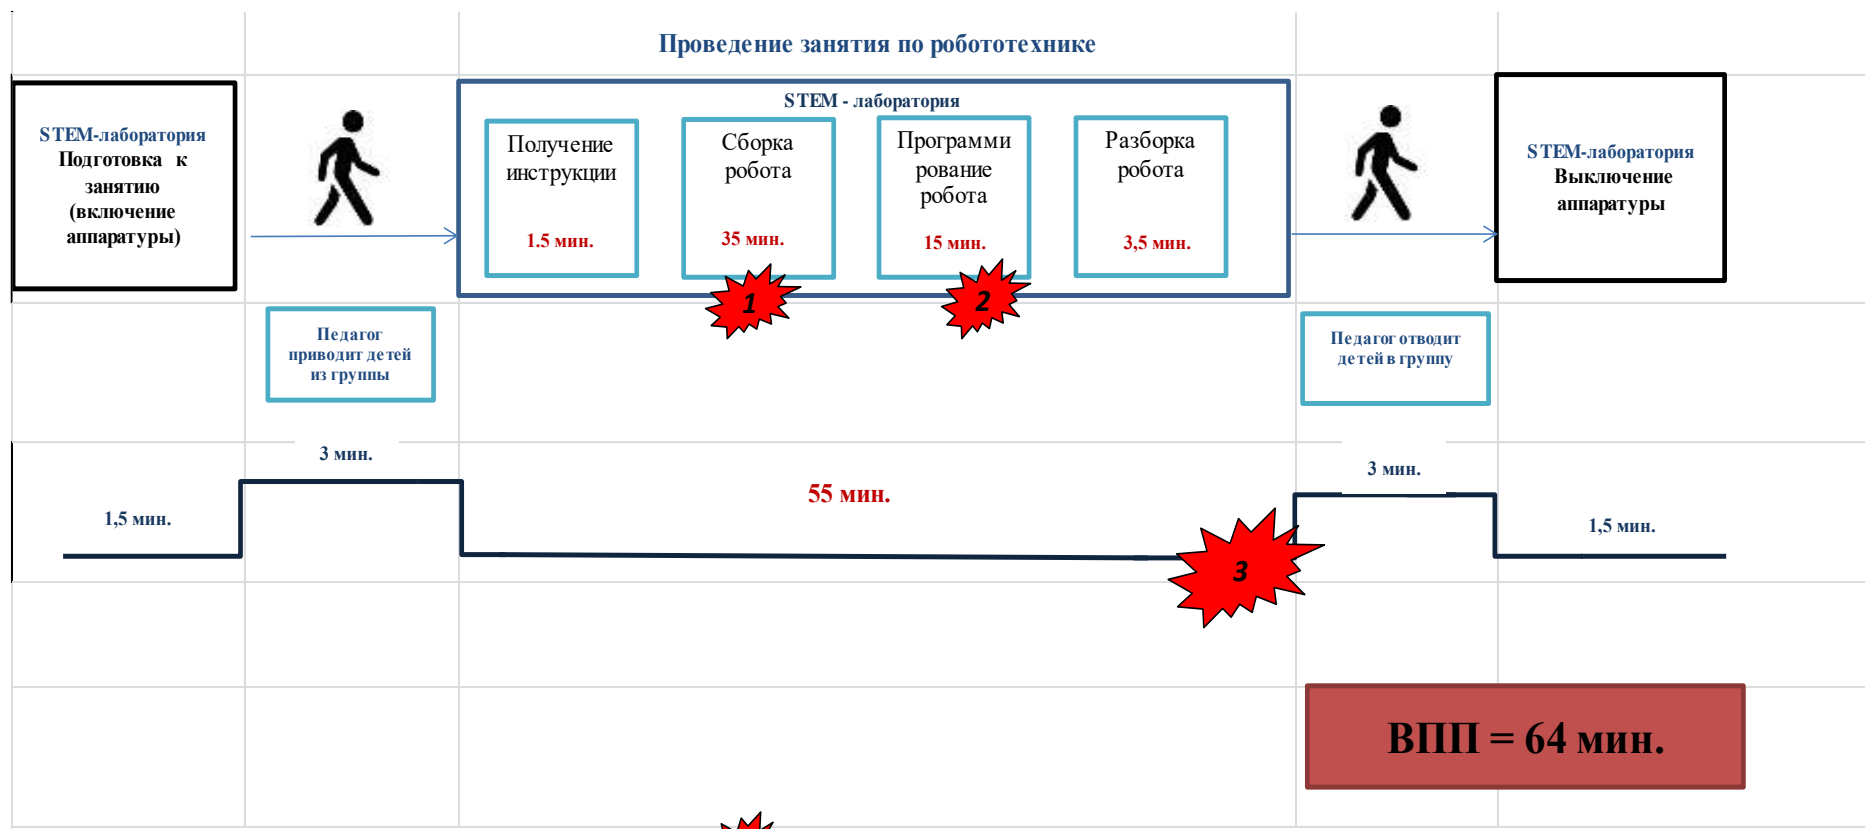 Проведение занятия по робототехнике
STEM-лаборатория
Подготовка к
занятию
(включение
аппаратуры)
STEM - лаборатория
Получение
инструкции
1.5 мин.
Сборка
робота
35 мин.
Программи
рование
робота
15 мин.
Разборка
робота
3,5 мин.
STEM-лаборатория
Выключение
аппаратуры
1
2
Педагог
приводит детей
из группы
Педагог отводит
детей в группу
1,5 мин.
3 мин.
55 мин.
3
3 мин.
1,5 мин.
ВПП = 64 мин.